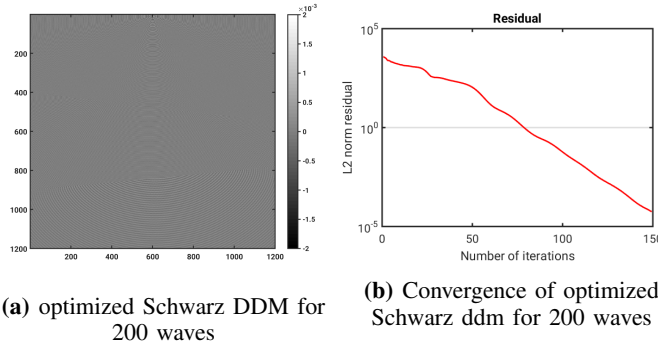 ×10⁻³
2
1.5
1
0.5
0
-0.5
-1
-1.5
-2
200
400
600
800
1000
1200
200 400 600 800 1000 1200
(a) optimized Schwarz DDM for
200 waves
Residual
10⁵
10⁰
10⁻⁵
L2 norm residual
0 50 100 150
Number of iterations
(b) Convergence of optimized
Schwarz ddm for 200 waves